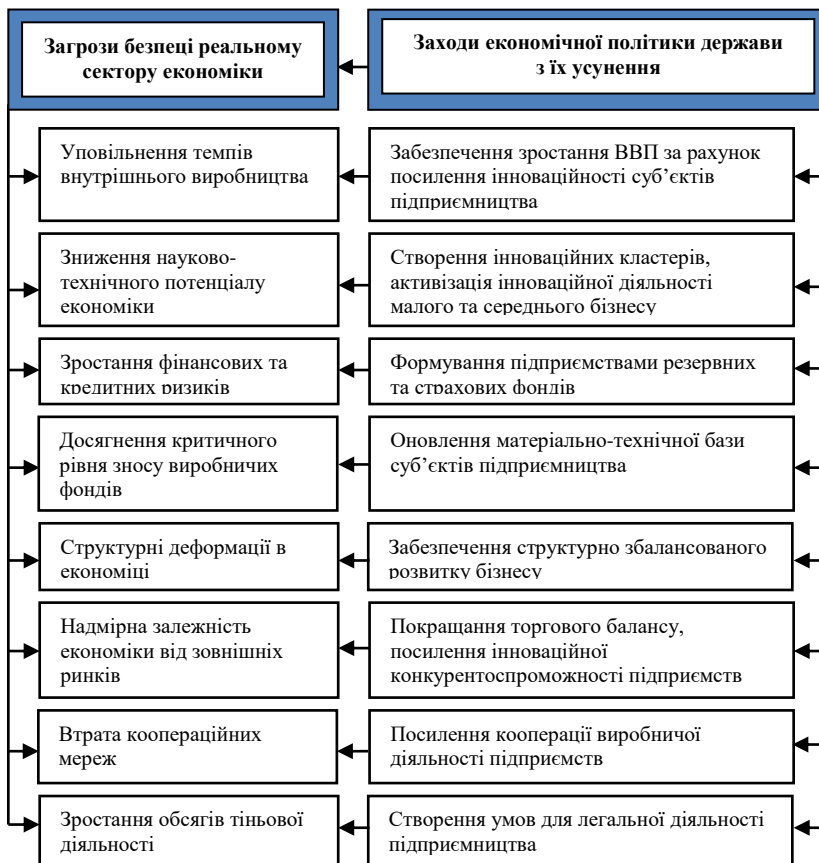 Загрози безпеці реальному
сектору економіки
Заходи економічної політики держави
з їх усунення
Уповільнення темпів
внутрішнього виробництва
Забезпечення зростання ВВП за рахунок
посилення інноваційності суб’єктів
підприємництва
Зниження науково-
технічного потенціалу
економіки
Створення інноваційних кластерів,
активізація інноваційної діяльності
малого та середнього бізнесу
Зростання фінансових та
кредитних ризиків
Формування підприємствами резервних
та страхових фондів
Досягнення критичного
рівня зносу виробничих
фондів
Оновлення матеріально-технічної бази
суб’єктів підприємництва
Структурні деформації в
економіці
Забезпечення структурно збалансованого
розвитку бізнесу
Надмірна залежність
економіки від зовнішніх
ринків
Покращання торгового балансу,
посилення інноваційної
конкурентоспроможності підприємств
Втрата коопераційних
мереж
Посилення кооперації виробничої
діяльності підприємств
Зростання обсягів тіньової
діяльності
Створення умов для легальної діяльності
підприємництва